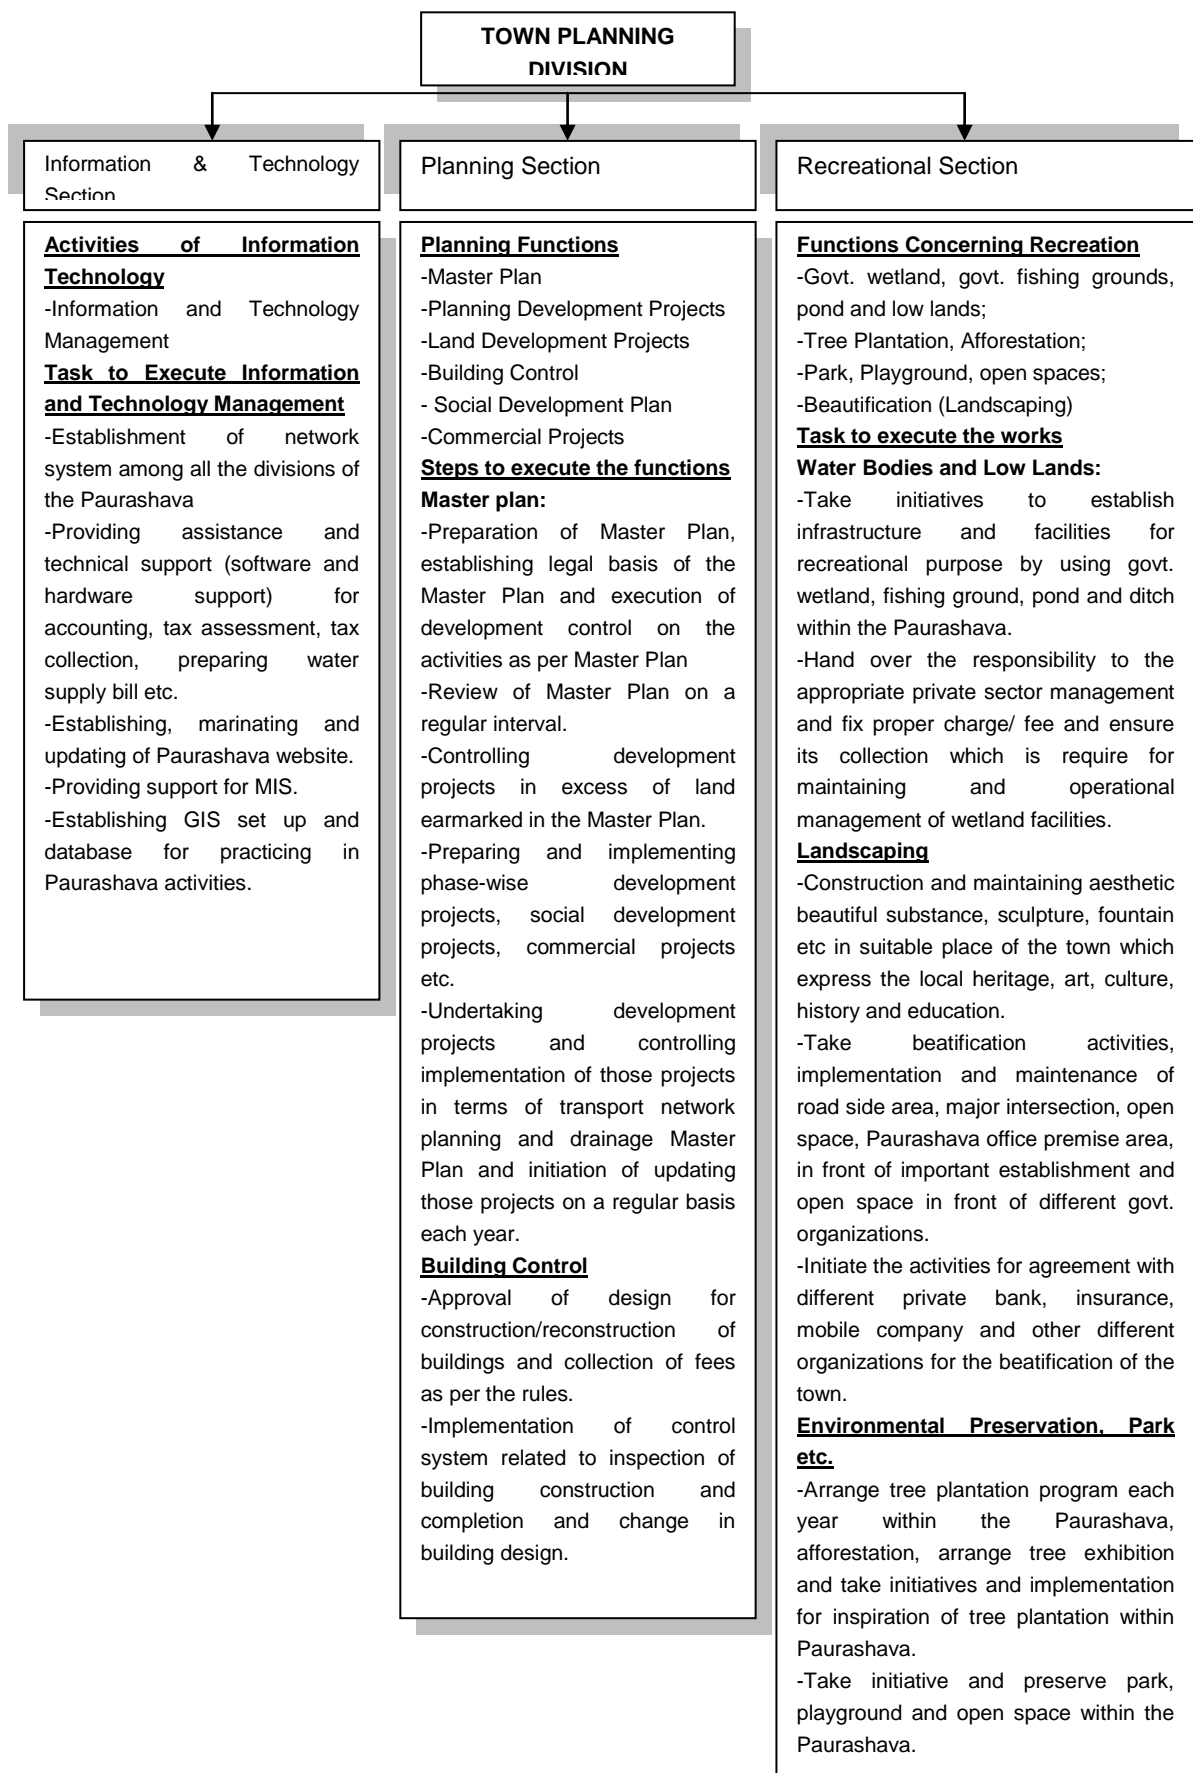 TOWN PLANNING
DIVISION
Information & Technology
Section
Activities of Information
Technology
-Information and Technology
Management
Task to Execute Information
and Technology Management
-Establishment of network
system among all the divisions of
the Paurashava
-Providing assistance and
technical support (software and
hardware support) for
accounting, tax assessment, tax
collection, preparing water
supply bill etc.
-Establishing, marinating and
updating of Paurashava website.
-Providing support for MIS.
-Establishing GIS set up and
database for practicing in
Paurashava activities.
Planning Section
Planning Functions
-Master Plan
-Planning Development Projects
-Land Development Projects
-Building Control
- Social Development Plan
-Commercial Projects
Steps to execute the functions
Master plan:
-Preparation of Master Plan,
establishing legal basis of the
Master Plan and execution of
development control on the
activities as per Master Plan
-Review of Master Plan on a
regular interval.
-Controlling development
projects in excess of land
earmarked in the Master Plan.
-Preparing and implementing
phase-wise development
projects, social development
projects, commercial projects
etc.
-Undertaking development
projects and controlling
implementation of those projects
in terms of transport network
planning and drainage Master
Plan and initiation of updating
those projects on a regular basis
each year.
Building Control
-Approval of design for
construction/reconstruction of
buildings and collection of fees
as per the rules.
-Implementation of control
system related to inspection of
building construction and
completion and change in
building design.
Recreational Section
Functions Concerning Recreation
-Govt. wetland, govt. fishing grounds,
pond and low lands;
-Tree Plantation, Afforestation;
-Park, Playground, open spaces;
-Beautification (Landscaping)
Task to execute the works
Water Bodies and Low Lands:
-Take initiatives to establish
infrastructure and facilities for
recreational purpose by using govt.
wetland, fishing ground, pond and ditch
within the Paurashava.
-Hand over the responsibility to the
appropriate private sector management
and fix proper charge/ fee and ensure
its collection which is require for
maintaining and operational
management of wetland facilities.
Landscaping
-Construction and maintaining aesthetic
beautiful substance, sculpture, fountain
etc in suitable place of the town which
express the local heritage, art, culture,
history and education.
-Take beatification activities,
implementation and maintenance of
road side area, major intersection, open
space, Paurashava office premise area,
in front of important establishment and
open space in front of different govt.
organizations.
-Initiate the activities for agreement with
different private bank, insurance,
mobile company and other different
organizations for the beatification of the
town.
Environmental Preservation, Park
etc.
-Arrange tree plantation program each
year within the Paurashava,
afforestation, arrange tree exhibition
and take initiatives and implementation
for inspiration of tree plantation within
Paurashava.
-Take initiative and preserve park,
playground and open space within the
Paurashava.